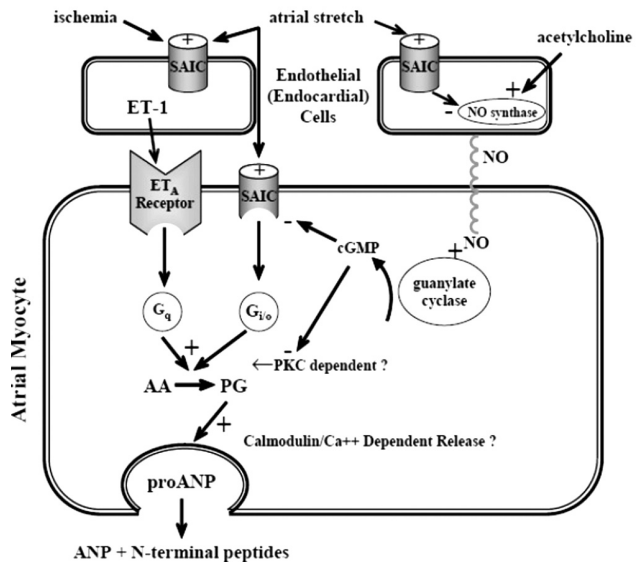 ischemia
atrial stretch
acetylcholine
+
SAIC
+
SAIC
+
-
NO synthase
Endothelial
(Endocardial)
Cells
ET-1
NO
ETA
Receptor
+
SAIC
-
cGMP
+
NO
guanylate
cyclase
Gq
Gi/o
+
-
←PKC dependent ?
AA
PG
+
Calmodulin/Ca++ Dependent Release ?
proANP
ANP + N-terminal peptides
Atrial Myocyte